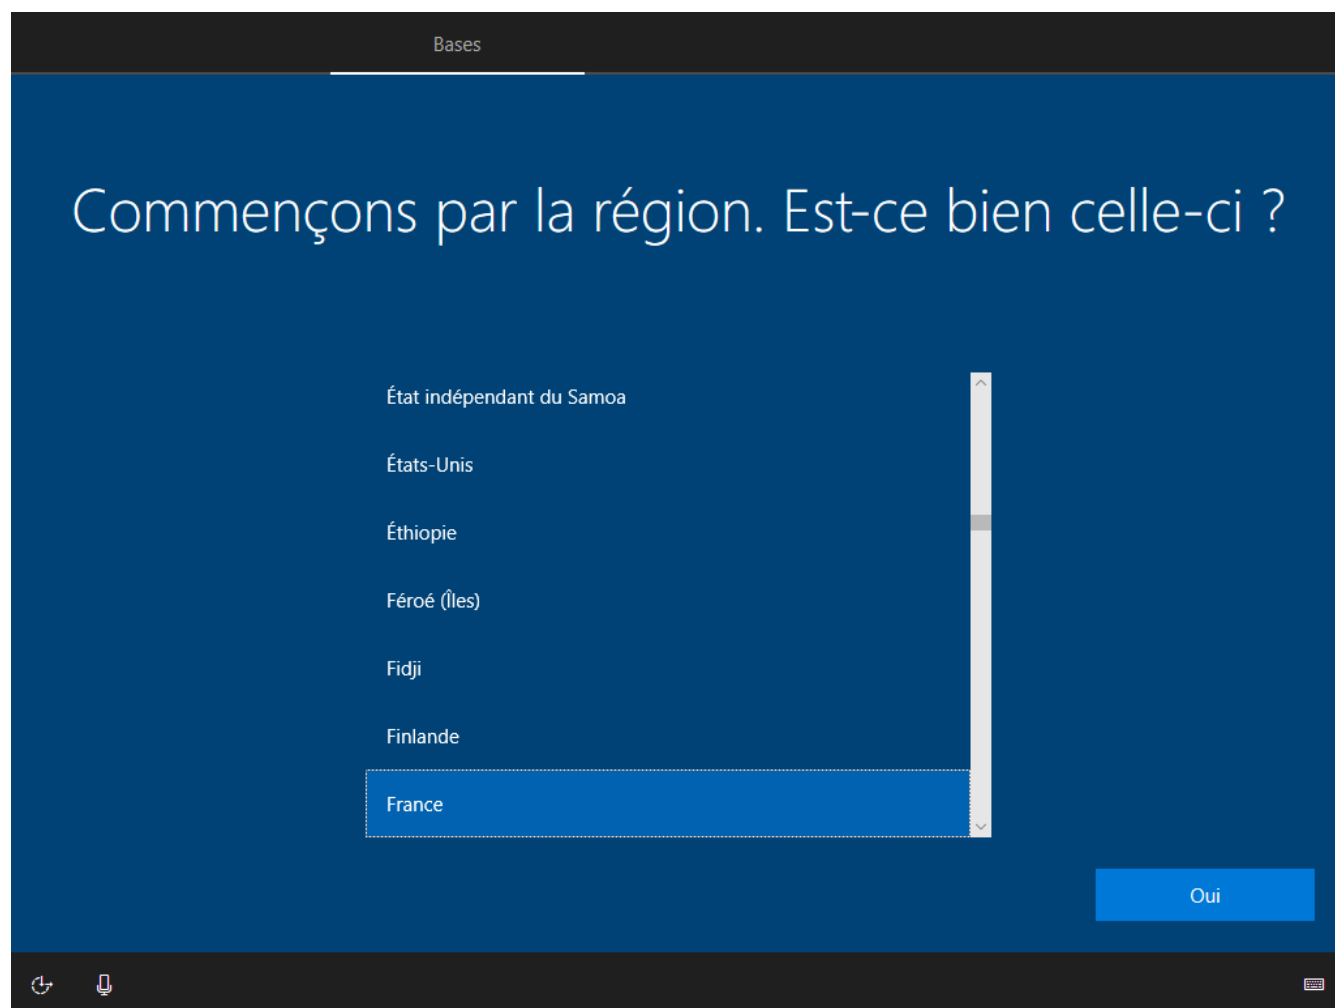 Bases
Commençons par la région. Est-ce bien celle-ci ?
État indépendant du Samoa
États-Unis
Éthiopie
Féroé (Îles)
Fidji
Finlande
France
Oui